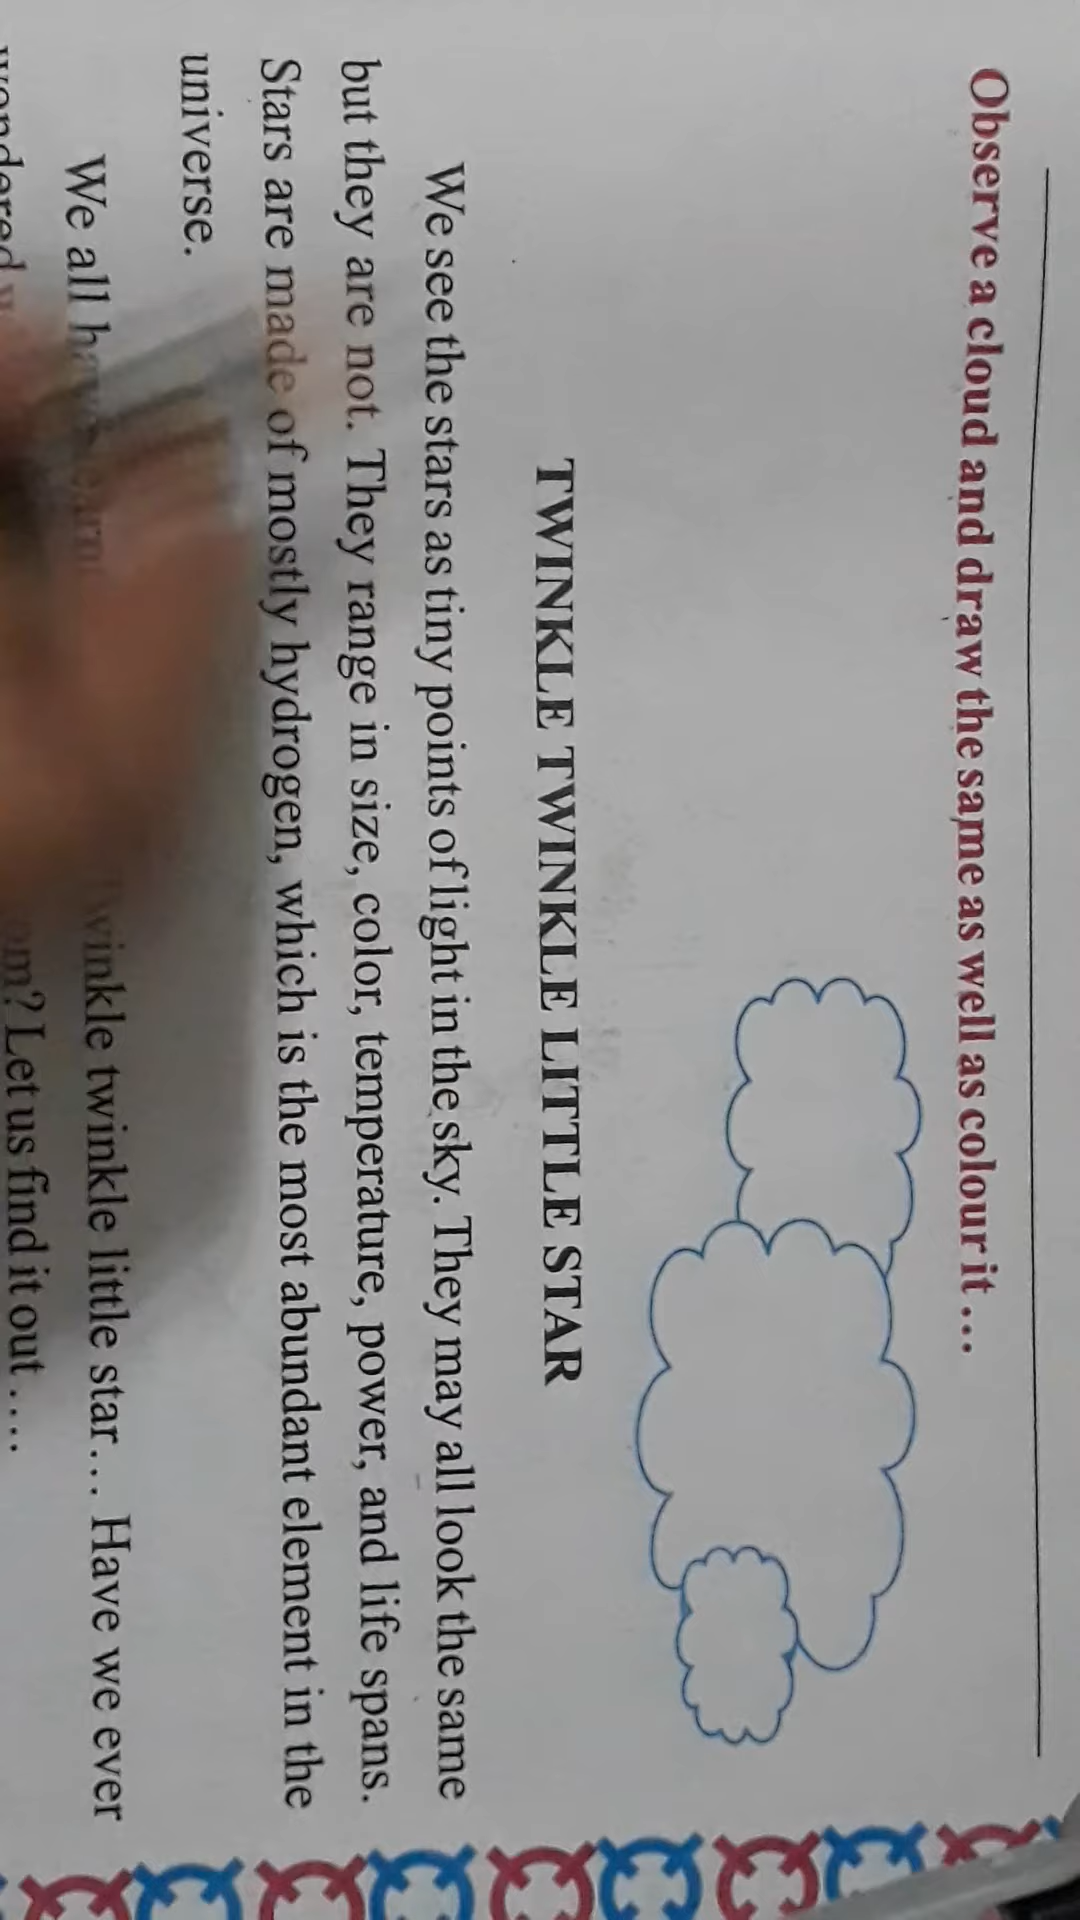 Observe a cloud and draw the same as well as colour it...
TWINKLE TWINKLE LITTLE STAR
We see the stars as tiny points of light in the sky. They may all look the same
but they are not. They range in size, color, temperature, power, and life spans.
Stars are made of mostly hydrogen, which is the most abundant element in the
universe.
We all twinkle twinkle little star... Have we ever
Let us find it out....